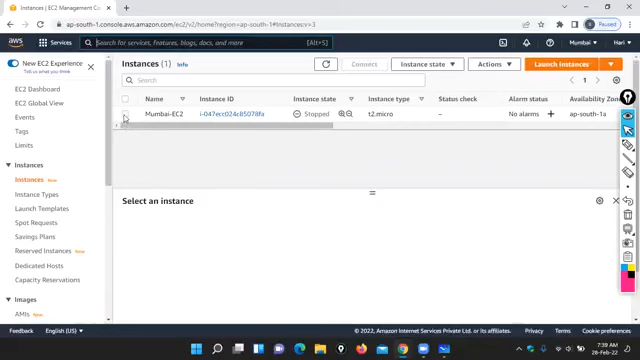 Instances | EC2 Management Co
ap-south-1.console.aws.amazon.com/ec2/v2/home?region=ap-south-1#Instances:v=3
Paused
aws
Services
Search for services, features, blogs, docs, and more
[Alt+S]
Mumbai
Hari
New EC2 Experience
Tell us what you think
EC2 Dashboard
EC2 Global View
Events
Tags
Limits
Instances
Instances New
Instance Types
Launch Templates
Spot Requests
Savings Plans
Reserved Instances New
Dedicated Hosts
Capacity Reservations
Images
AMIs New
Instances (1) Info
Connect
Instance state
Actions
Launch instances
Search
1
Name Instance ID Instance state Instance type Status check Alarm status Availability Zone
Mumbai-EC2 i-047ecc024c85078fa Stopped t2.micro – No alarms + ap-south-1a
Select an instance
Feedback English (US) © 2022, Amazon Internet Services Private Ltd. or its affiliates. Privacy Terms Cookie preferences
7:39 AM
28-Feb-22